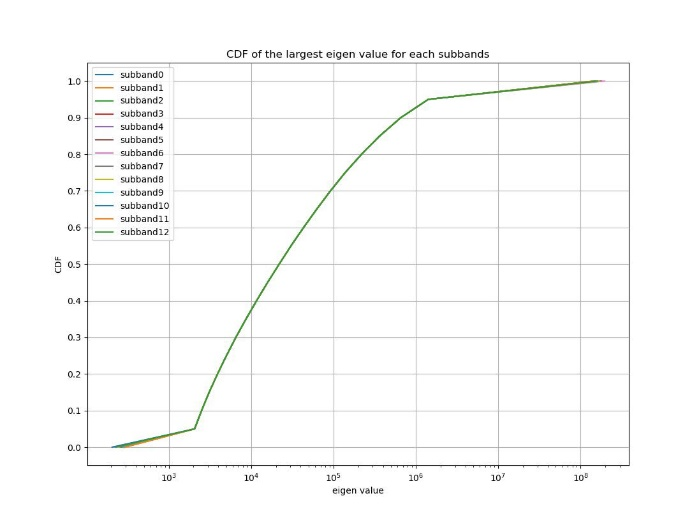 CDF of the largest eigen value for each subbands
subband0
subband1
subband2
subband3
subband4
subband5
subband6
subband7
subband8
subband9
subband10
subband11
subband12
1.0
0.9
0.8
0.7
0.6
0.5
0.4
0.3
0.2
0.1
0.0
CDF
10³ 10⁴ 10⁵ 10⁶ 10⁷ 10⁸
eigen value